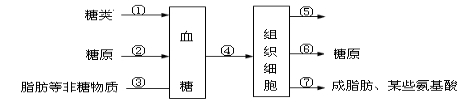 糖类 ①
糖原 ②
脂肪等非糖物质 ③
血糖
④
组织细胞
⑤
⑥ 糖原
⑦ 成脂肪、某些氨基酸